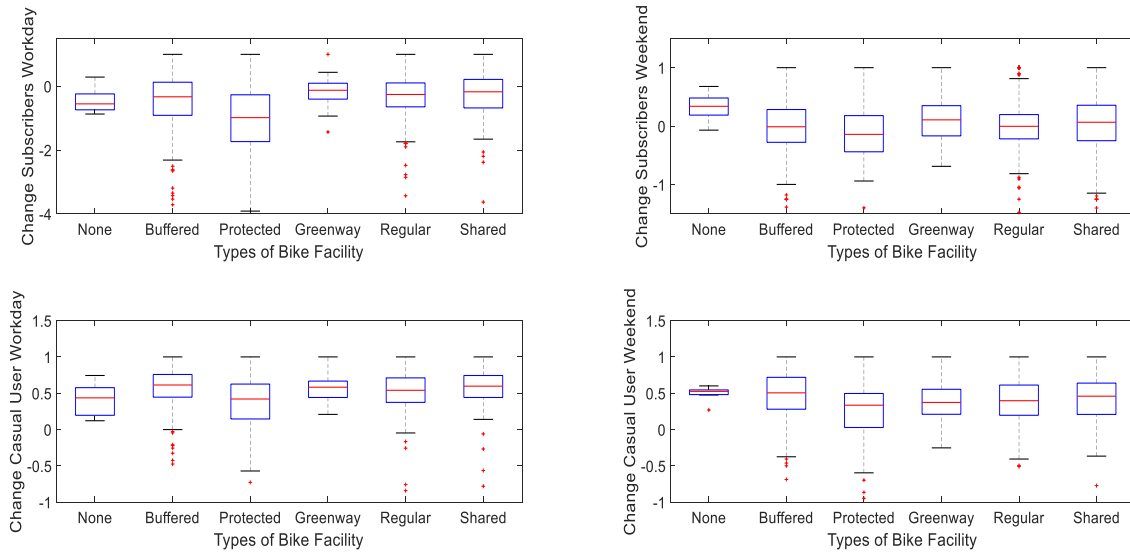 Change Subscribers Workday
0
-2
-4
None Buffered Protected Greenway Regular Shared
Types of Bike Facility
Change Subscribers Weekend
1
0
-1
None Buffered Protected Greenway Regular Shared
Types of Bike Facility
Change Casual User Workday
1.5
1
0.5
0
-0.5
-1
None Buffered Protected Greenway Regular Shared
Types of Bike Facility
Change Casual User Weekend
1.5
1
0.5
0
-0.5
-1
None Buffered Protected Greenway Regular Shared
Types of Bike Facility